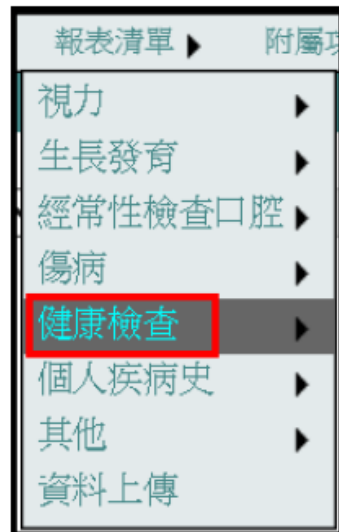 報表清單 附屬
視力
生長發育
經常性檢查口腔
傷病
健康檢查
個人疾病史
其他
資料上傳